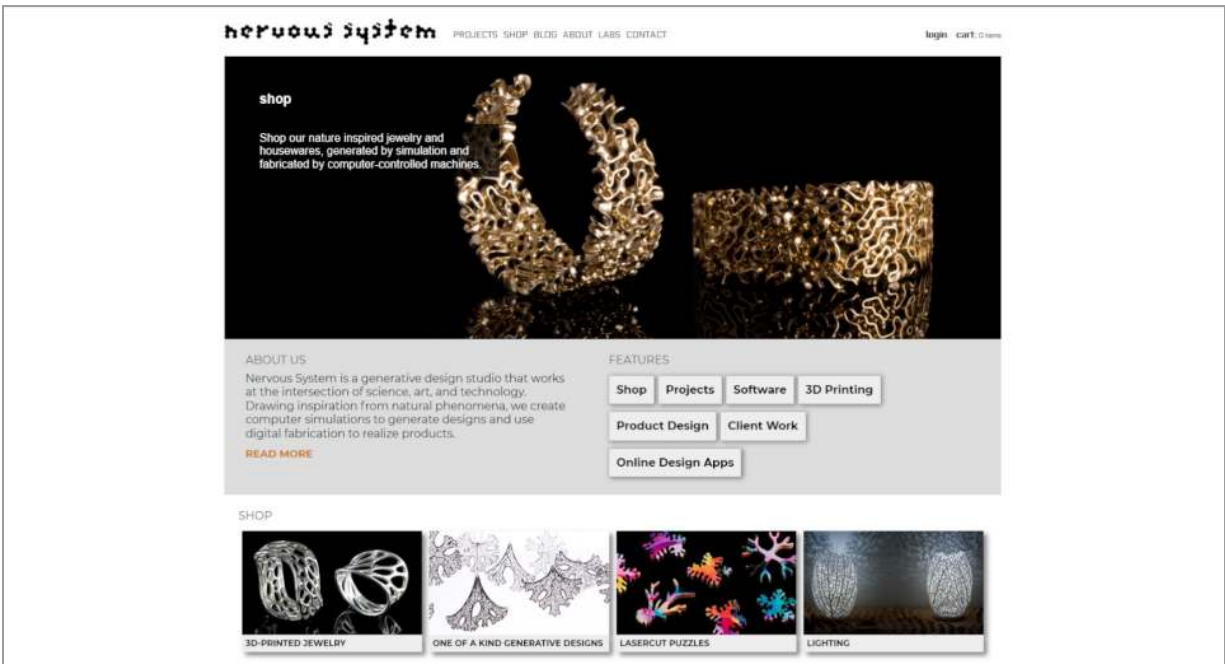 nervous system
PROJECTS SHOP BLOG ABOUT LABS CONTACT
login cart: 0 items
shop
Shop our nature inspired jewelry and
housewares, generated by simulation and
fabricated by computer-controlled machines.
ABOUT US
Nervous System is a generative design studio that works
at the intersection of science, art, and technology.
Drawing inspiration from natural phenomena, we create
computer simulations to generate designs and use
digital fabrication to realize products.
READ MORE
FEATURES
Shop Projects Software 3D Printing
Product Design Client Work
Online Design Apps
SHOP
3D-PRINTED JEWELRY ONE OF A KIND GENERATIVE DESIGNS LASERCUT PUZZLES LIGHTING